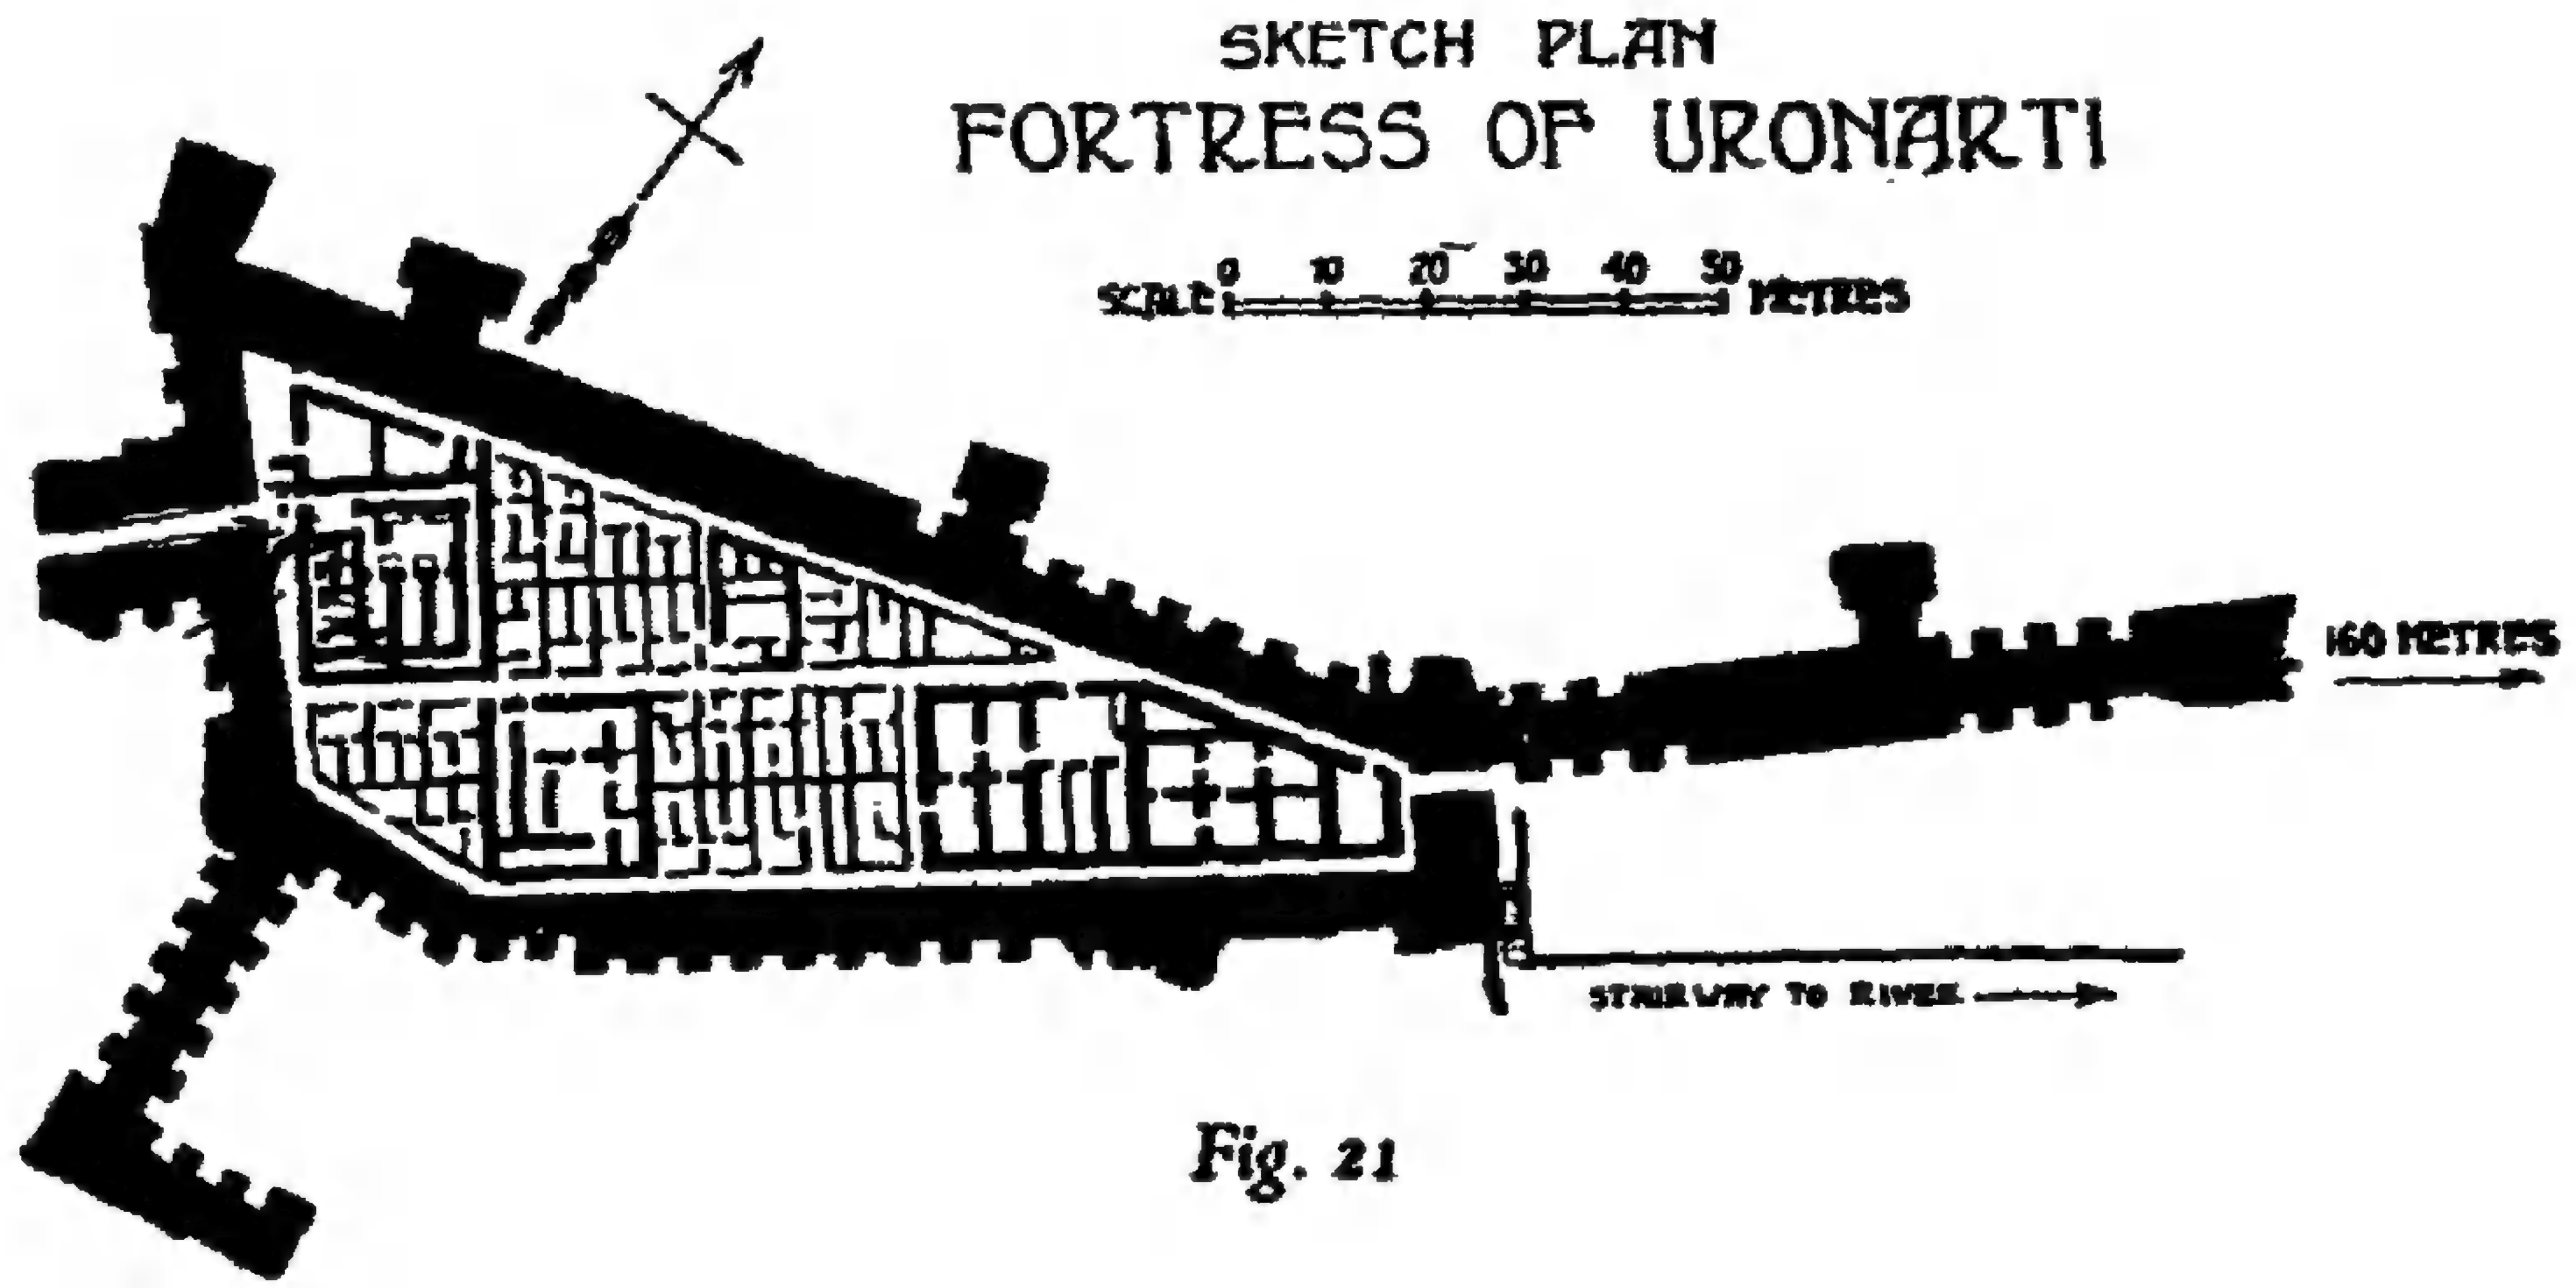 SKETCH PLAN
FORTRESS OF URONARTI
0 10 20 30 40 50
SCALE METRES
160 METRES
STAIRWAY TO RIVER
Fig. 21